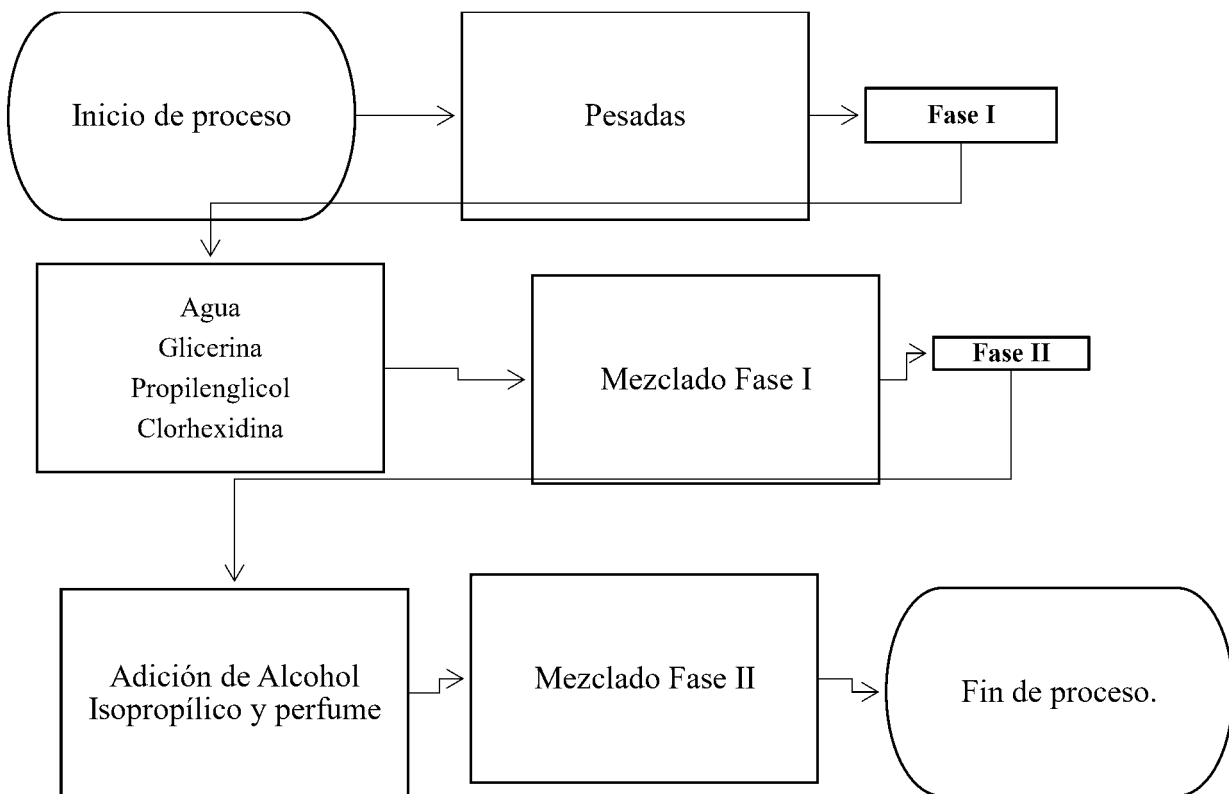 Inicio de proceso
Pesadas
Fase I
Agua
Glicerina
Propilenglicol
Clorhexidina
Mezclado Fase I
Fase II
Adición de Alcohol
Isopropílico y perfume
Mezclado Fase II
Fin de proceso.